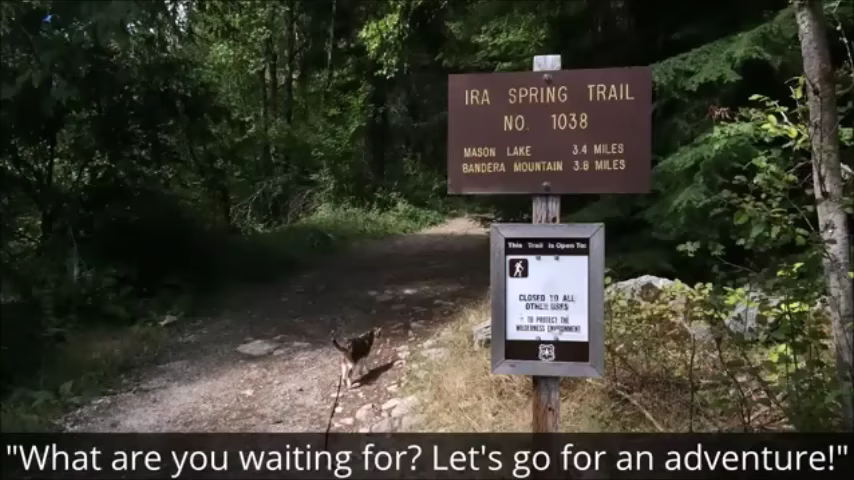 IRA SPRING TRAIL
NO. 1038
MASON LAKE 3.4 MILES
BANDERA MOUNTAIN 3.8 MILES
This Trail Is Open To:
CLOSED TO ALL
OTHER USES
TO PROTECT THE
WILDERNESS ENVIRONMENT
"What are you waiting for? Let's go for an adventure!"